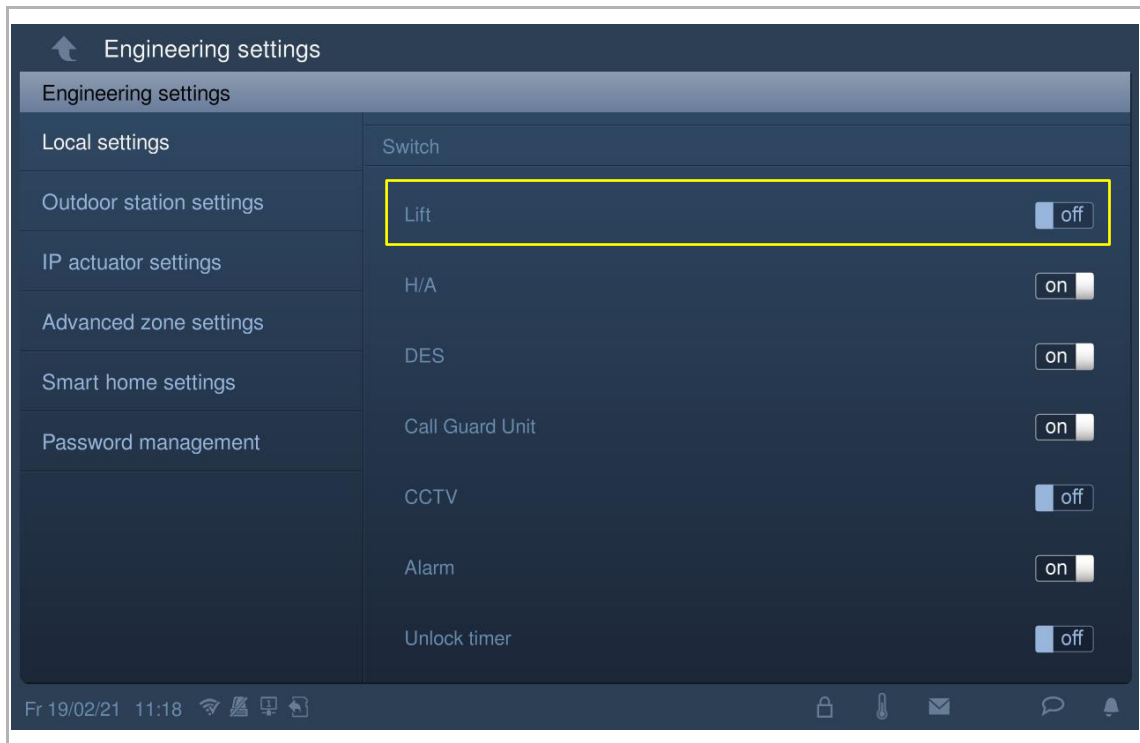 Engineering settings
Engineering settings
Local settings
Outdoor station settings
IP actuator settings
Advanced zone settings
Smart home settings
Password management
Switch
Lift off
H/A on
DES on
Call Guard Unit on
CCTV off
Alarm on
Unlock timer off
Fr 19/02/21 11:18